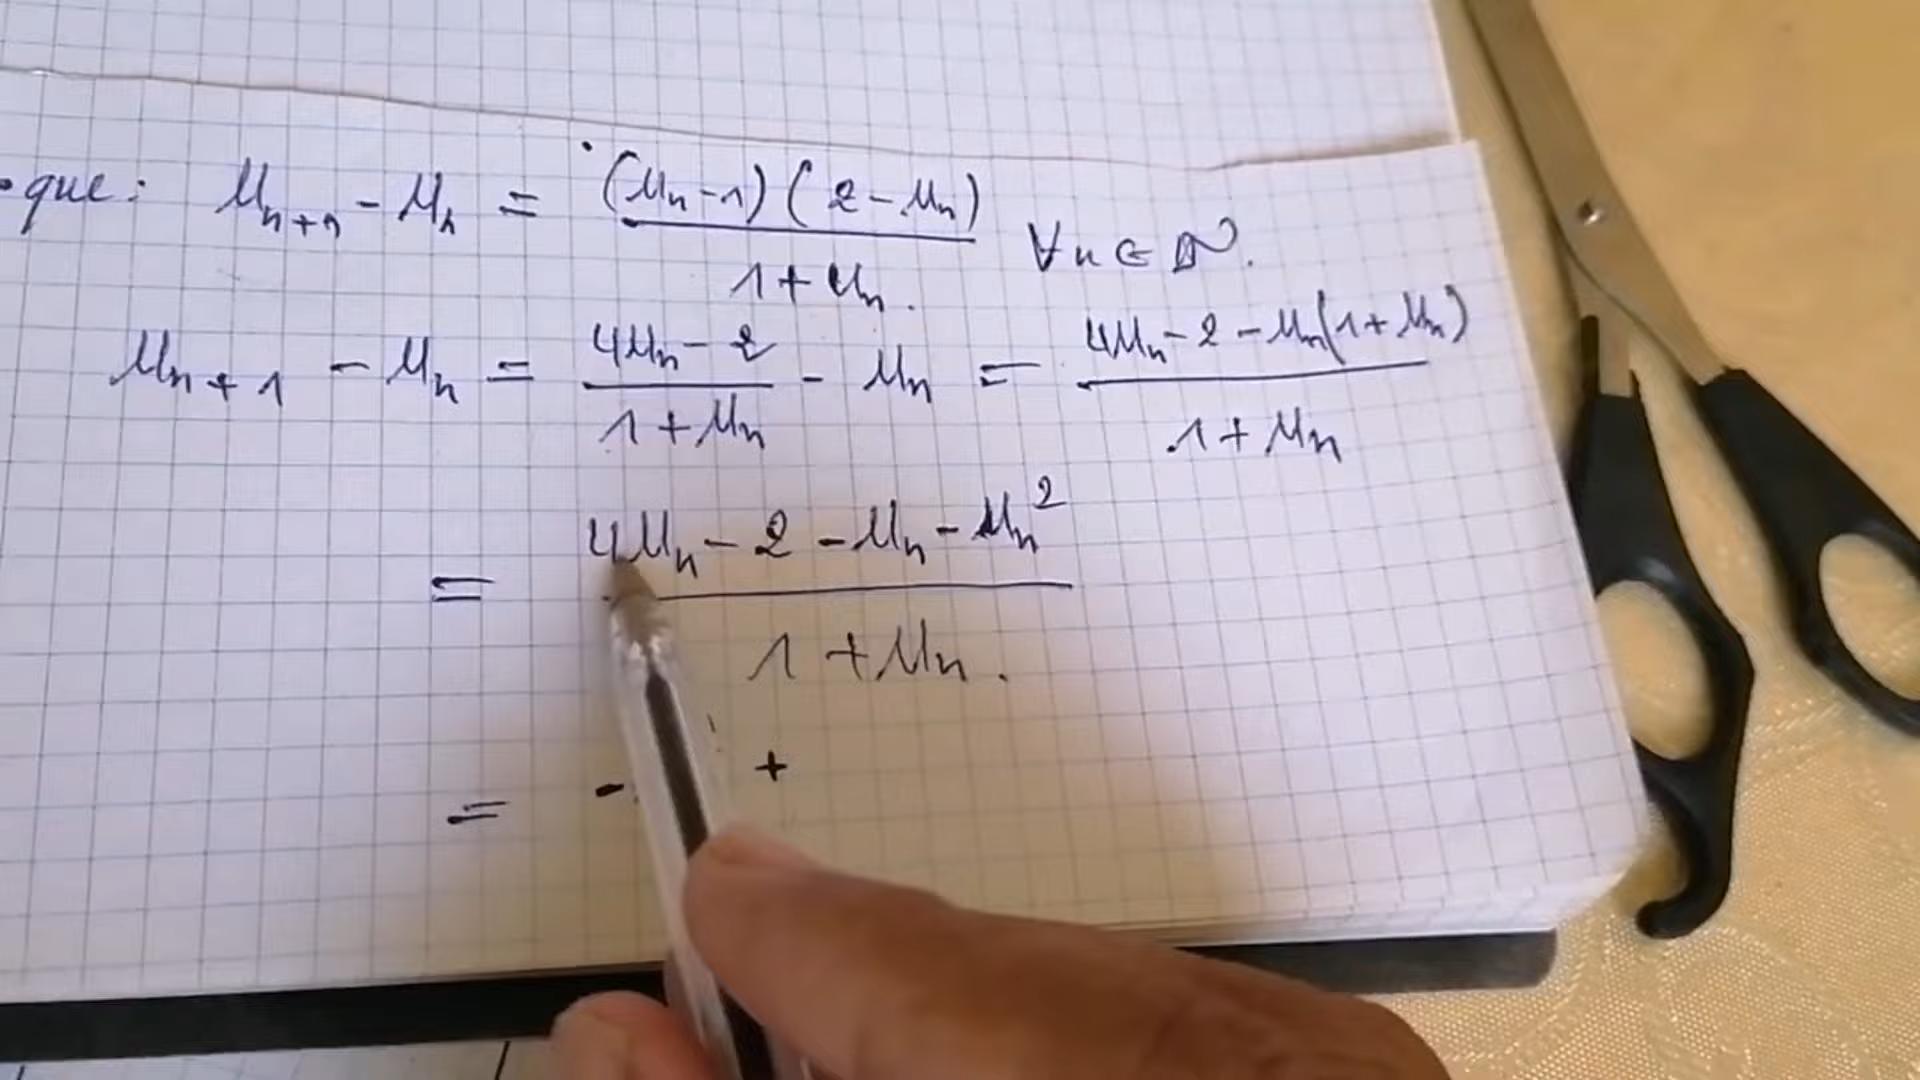 que: Un+1 - Un = (Un-1)(2-Un) / 1+Un. ∀n∈ℕ.
Un+1 - Un = 4Un-2 / 1+Un - Un = 4Un-2-Un(1+Un) / 1+Un
= 4Un-2-Un-Un² / 1+Un.
= - +